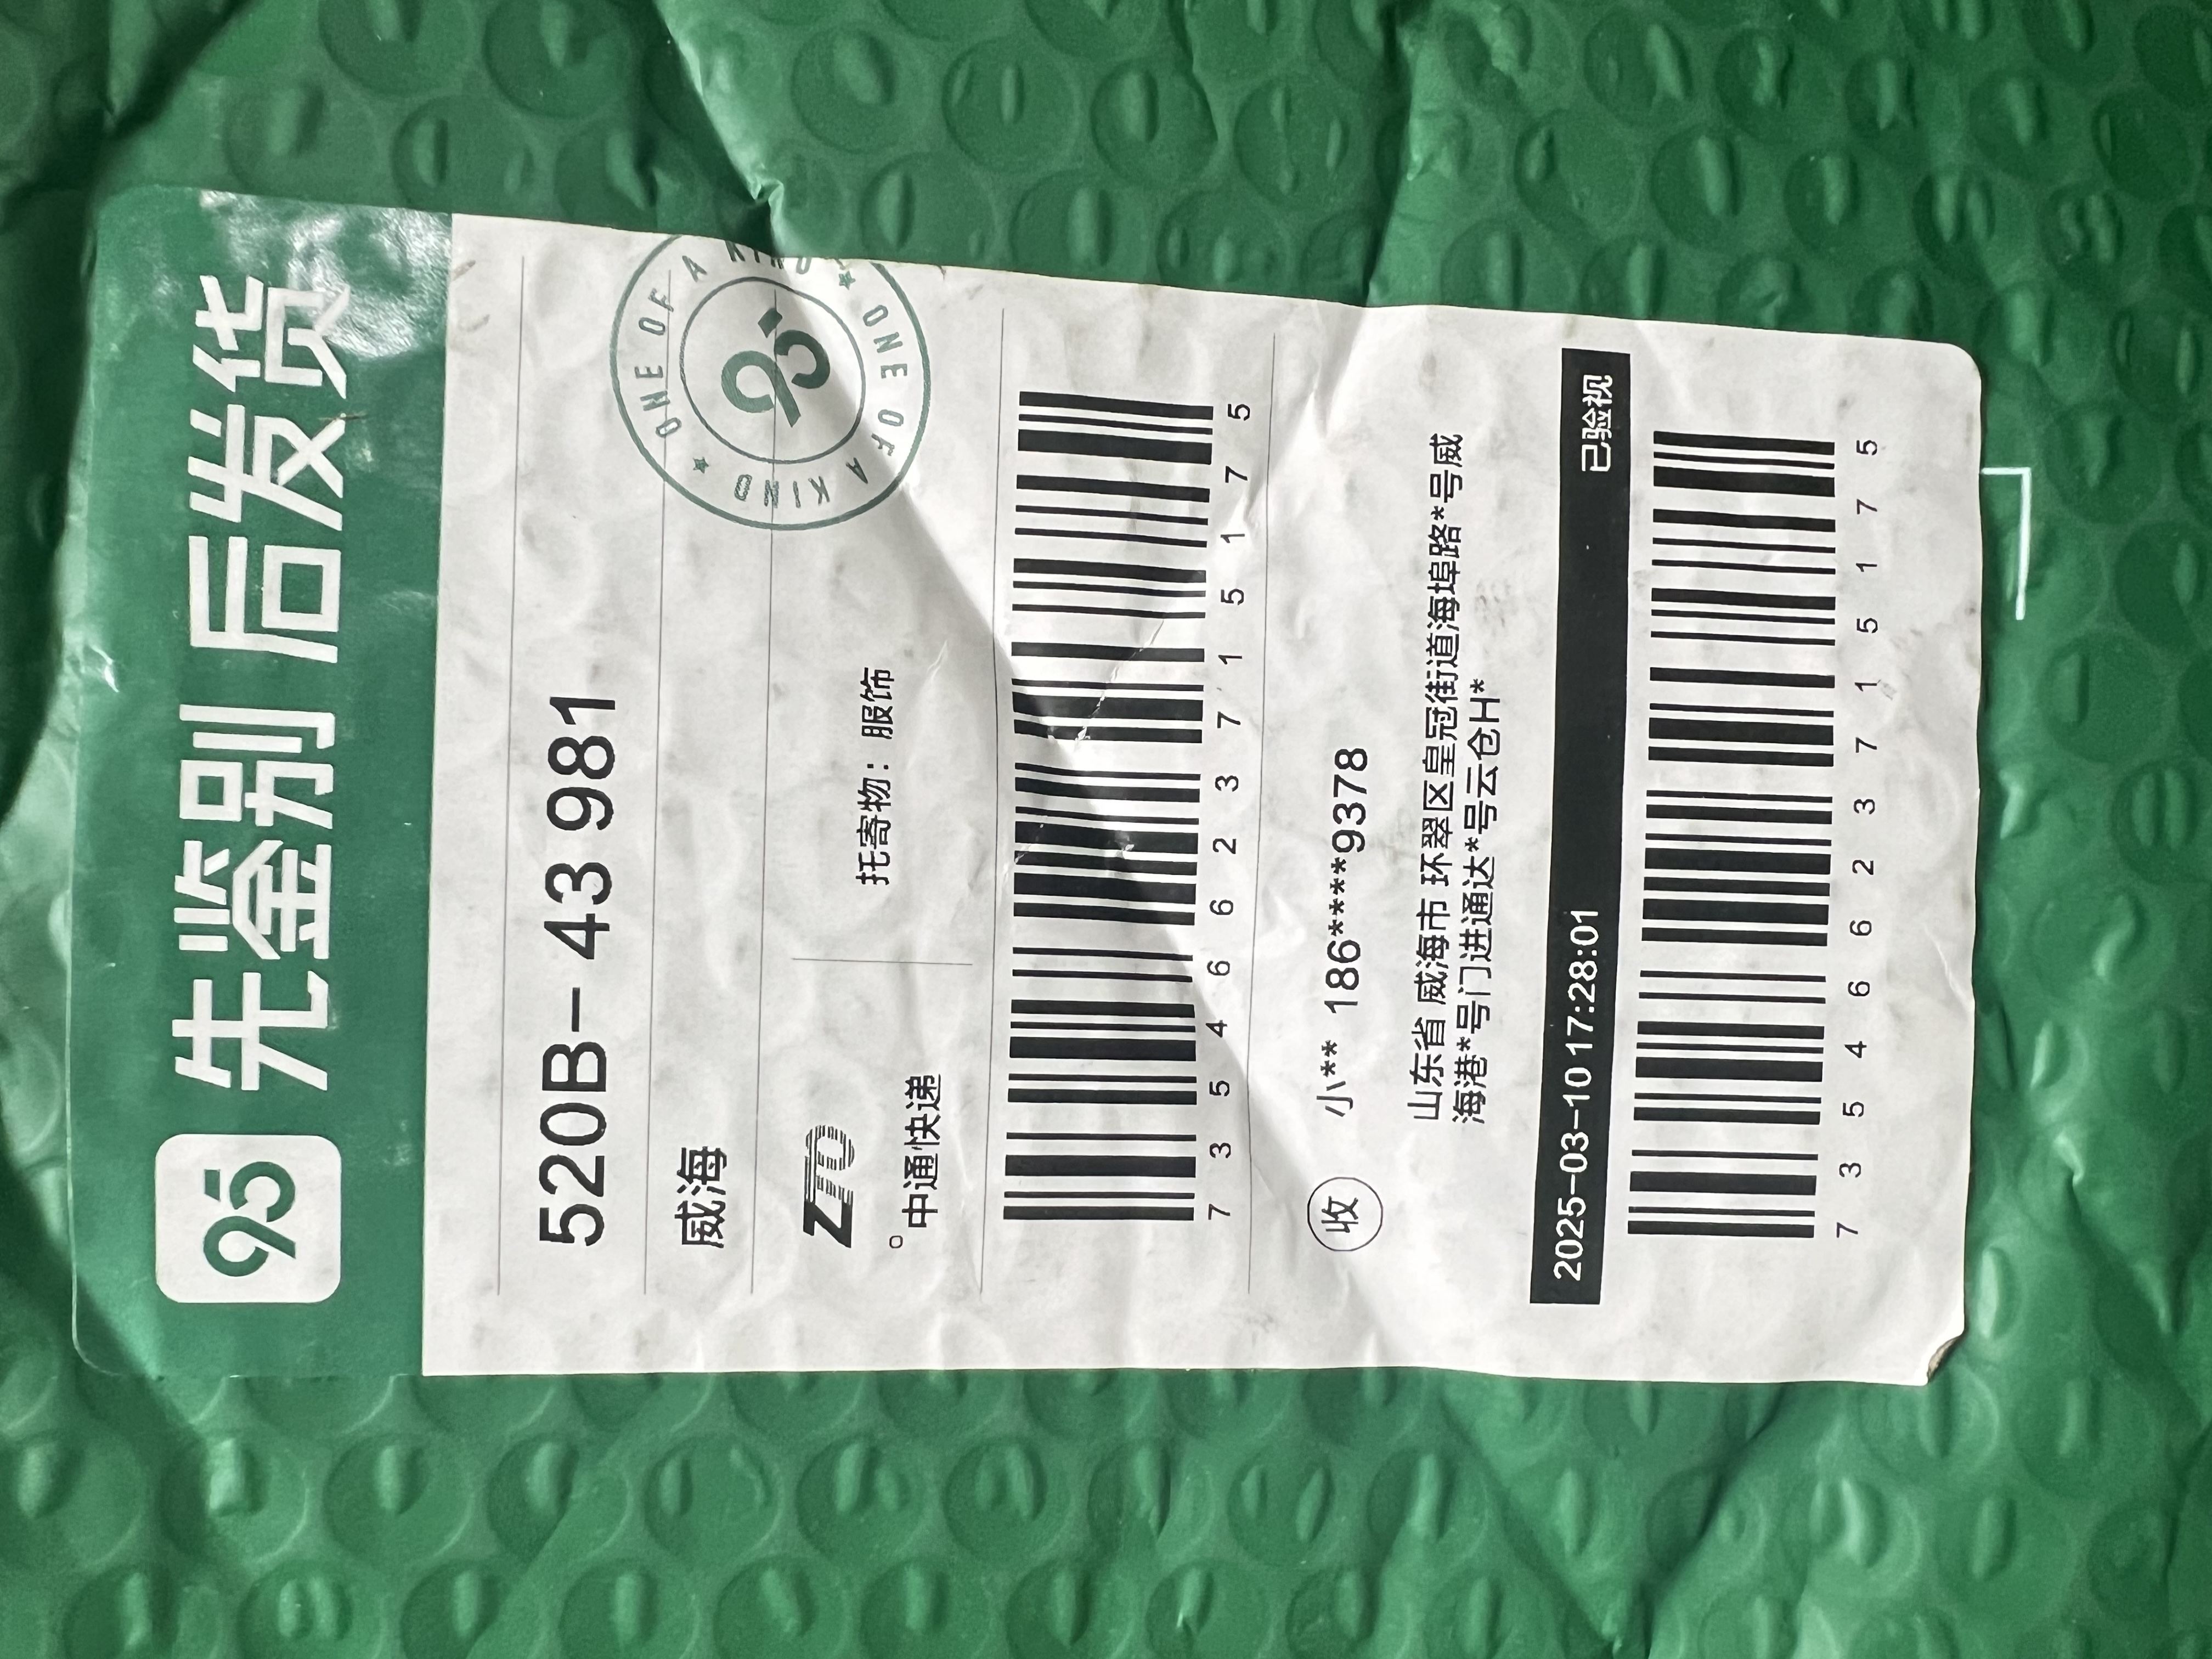 95 先鉴别 后发货
520B- 43 981
威海
ONE OF A KIND ★ ONE OF A KIND ★
95
ZTO
中通快递
托寄物：服饰
7 3 5 4 6 6 2 3 7 1 5 1 7 5
收 小** 186****9378
山东省 威海市 环翠区皇冠街道海埠路*号威
海港*号门进通达*号云仓H*
2025-03-10 17:28:01 已验视
7 3 5 4 6 6 2 3 7 1 5 1 7 5